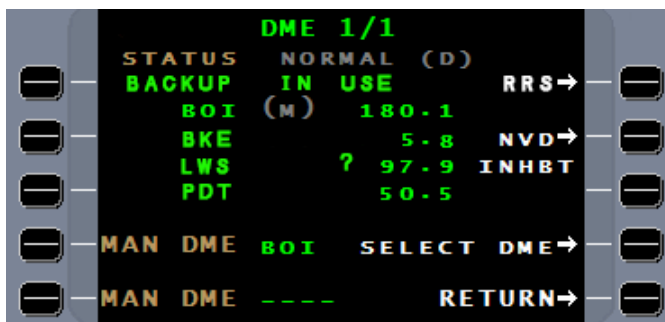 DME 1/1
STATUS NORMAL (D)
BACKUP IN USE RRS→
BOI (M) 180.1
BKE 5.8 NVD→
LWS ? 97.9 INHBT
PDT 50.5
MAN DME BOI SELECT DME→
MAN DME ---- RETURN→